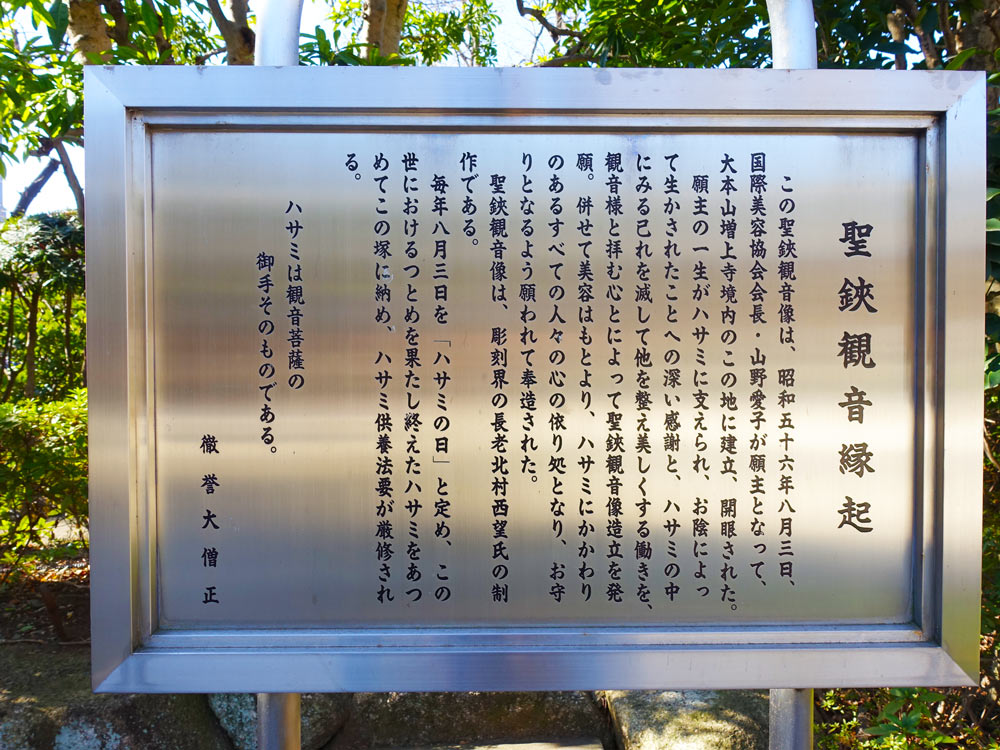 聖鋏観音縁起
この聖鋏観音像は、昭和五十六年八月三日、
国際美容協会会長・山野愛子が願主となって、
大本山増上寺境内のこの地に建立、開眼された。
願主の一生がハサミに支えられ、お陰によっ
て生かされたことへの深い感謝と、ハサミの中
にみる己れを滅して他を整え美しくする働きを、
観音様と拝む心とによって聖鋏観音像造立を発
願。併せて美容はもとより、ハサミにかかわり
のあるすべての人々の心の依り処となり、お守
りとなるよう願われて奉造された。
聖鋏観音像は、彫刻界の長老北村西望氏の制
作である。
毎年八月三日を「ハサミの日」と定め、この
世におけるつとめを果たし終えたハサミをあつ
めてこの塚に納め、ハサミ供養法要が厳修され
る。
ハサミは観音菩薩の
御手そのものである。
徹誉大僧正